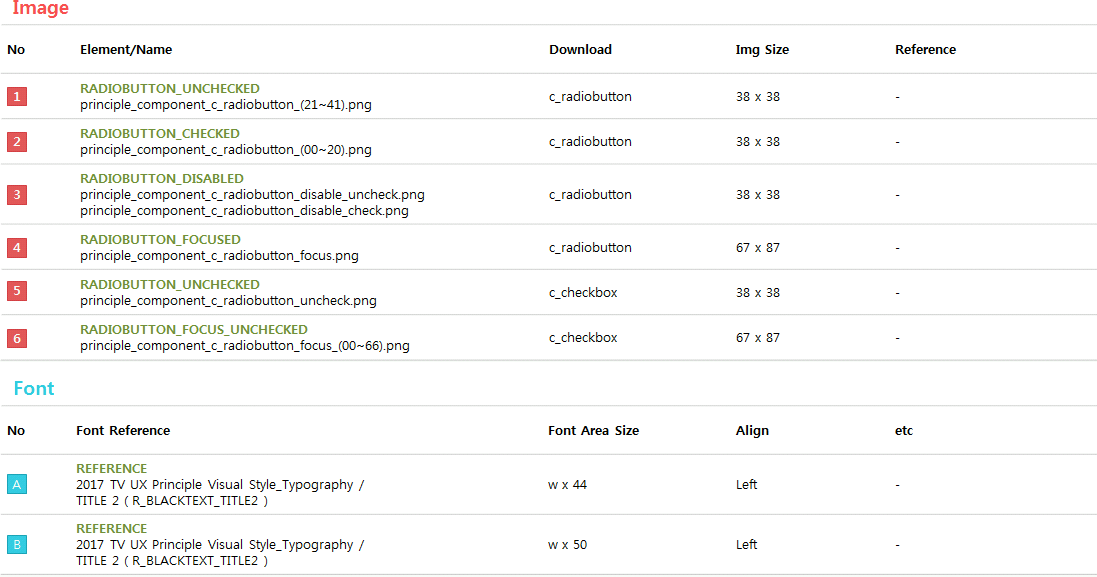 Image
No Element/Name Download Img Size Reference
1 RADIOBUTTON_UNCHECKED
principle_component_c_radiobutton_(21~41).png c_radiobutton 38 x 38 -
2 RADIOBUTTON_CHECKED
principle_component_c_radiobutton_(00~20).png c_radiobutton 38 x 38 -
3 RADIOBUTTON_DISABLED
principle_component_c_radiobutton_disable_uncheck.png c_radiobutton 38 x 38 -
principle_component_c_radiobutton_disable_check.png
4 RADIOBUTTON_FOCUSED
principle_component_c_radiobutton_focus.png c_radiobutton 67 x 87 -
5 RADIOBUTTON_UNCHECKED
principle_component_c_radiobutton_uncheck.png c_checkbox 38 x 38 -
6 RADIOBUTTON_FOCUS_UNCHECKED
principle_component_c_radiobutton_focus_(00~66).png c_checkbox 67 x 87 -
Font
No Font Reference Font Area Size Align etc
A REFERENCE
2017 TV UX Principle Visual Style_Typography / w x 44 Left -
TITLE 2 ( R_BLACKTEXT_TITLE2 )
B REFERENCE
2017 TV UX Principle Visual Style_Typography / w x 50 Left -
TITLE 2 ( R_BLACKTEXT_TITLE2 )